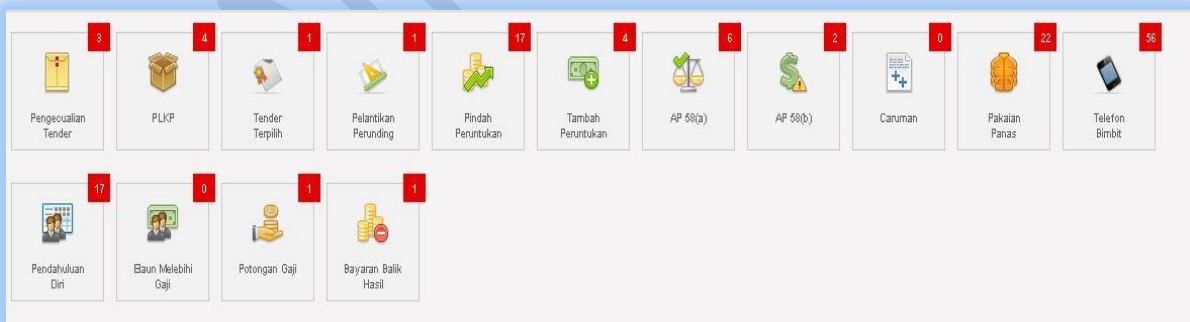 3 4 1 1 17 4 6 2 0 22 56
Pengecualian Tender
PLKP
Tender Terpilih
Pelantikan Perunding
Pindah Peruntukan
Tambah Peruntukan
AP 58(a)
AP 58(b)
Caruman
Pakaian Panas
Telefon Bimbit
17 0 1 1
Pendahuluan Diri
Elaun Melebihi Gaji
Potongan Gaji
Bayaran Balik Hasil